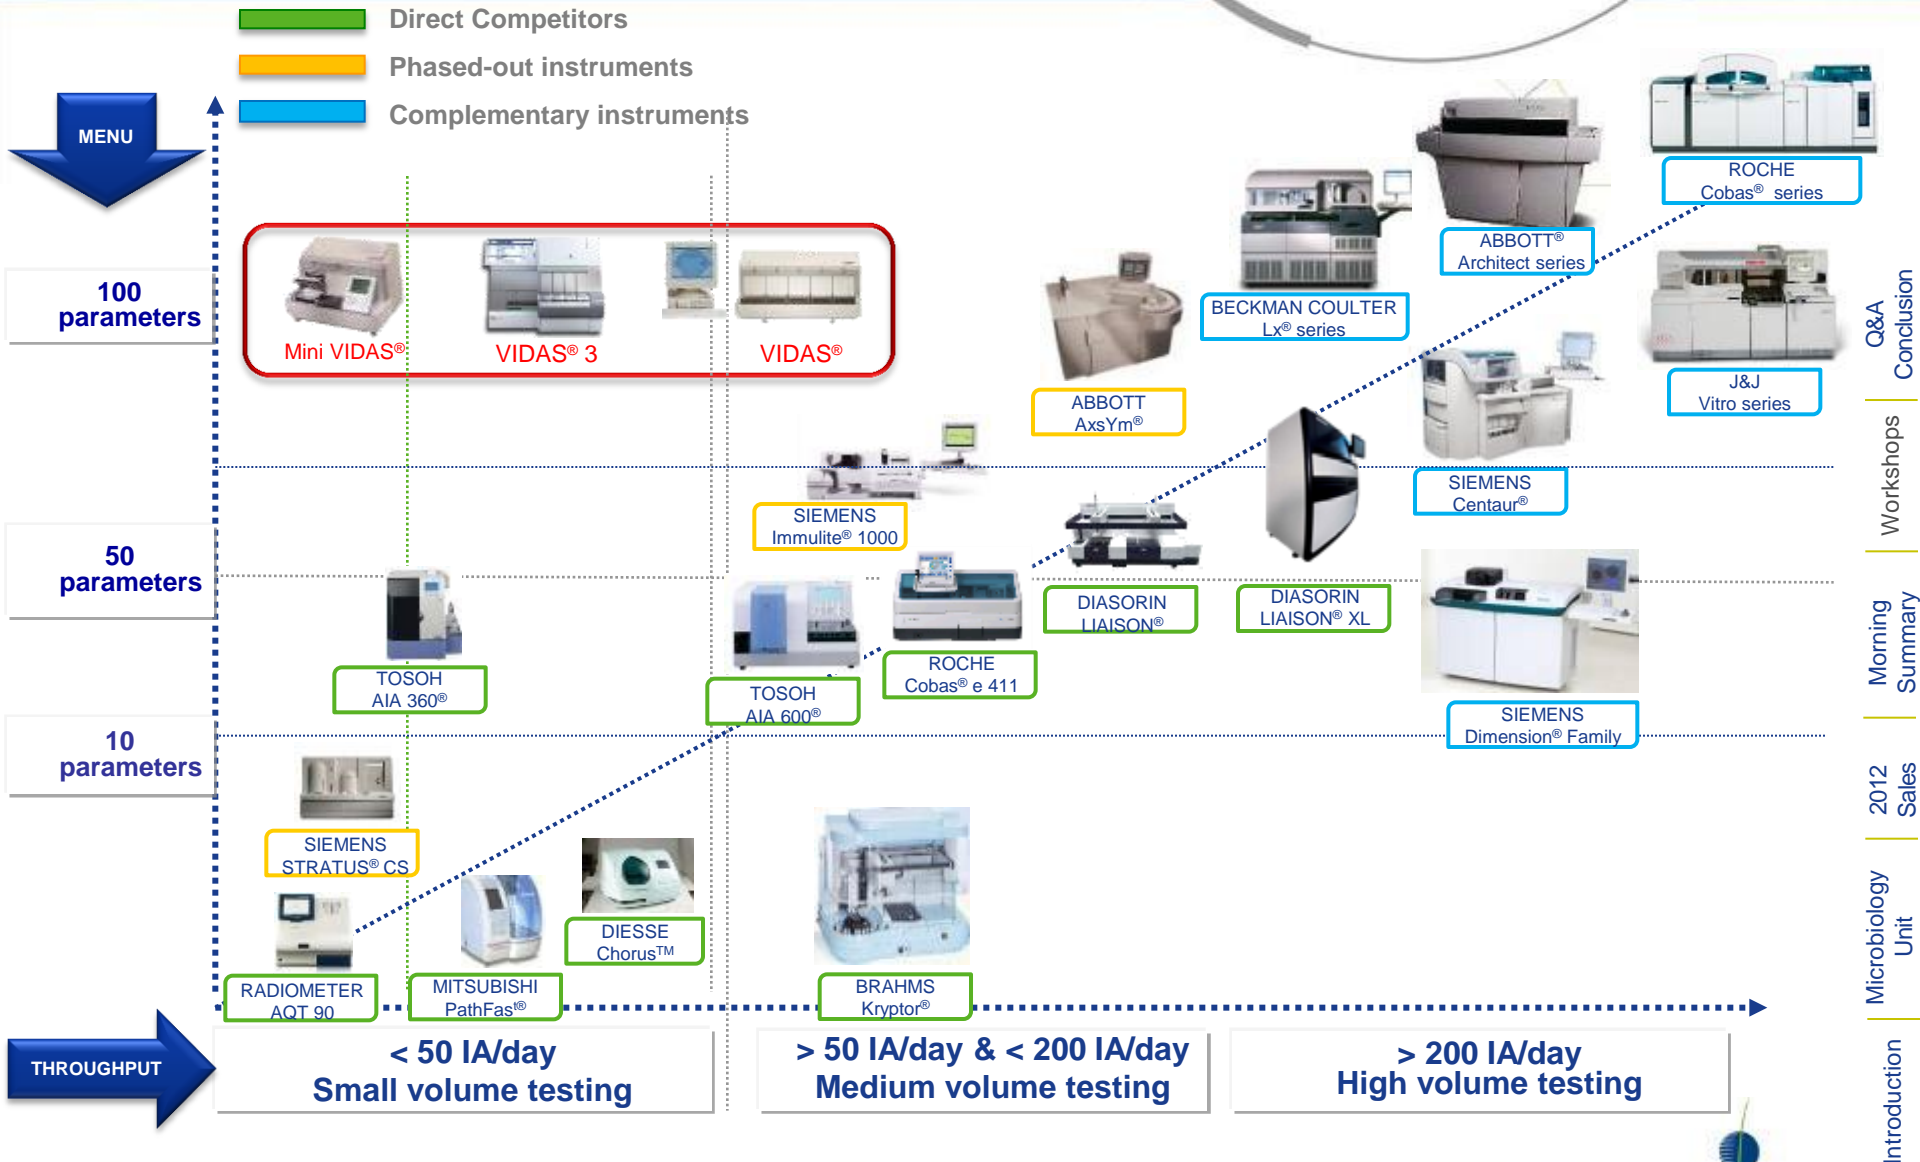 Direct Competitors
Phased-out instruments
Complementary instruments
MENU
100
parameters
50
parameters
10
parameters
Mini VIDAS®
VIDAS® 3
VIDAS®
ROCHE
Cobas® series
ABBOTT®
Architect series
BECKMAN COULTER
Lx® series
J&J
Vitro series
ABBOTT
AxsYm®
SIEMENS
Centaur®
SIEMENS
Immulite® 1000
DIASORIN
LIAISON®
DIASORIN
LIAISON® XL
ROCHE
Cobas® e 411
TOSOH
AIA 360®
TOSOH
AIA 600®
SIEMENS
Dimension® Family
SIEMENS
STRATUS® CS
DIESSE
Chorus™
RADIOMETER
AQT 90
MITSUBISHI
PathFast®
BRAHMS
Kryptor®
THROUGHPUT
< 50 IA/day
Small volume testing
> 50 IA/day & < 200 IA/day
Medium volume testing
> 200 IA/day
High volume testing
Q&A
Conclusion
Workshops
Morning
Summary
2012
Sales
Microbiology
Unit
Introduction